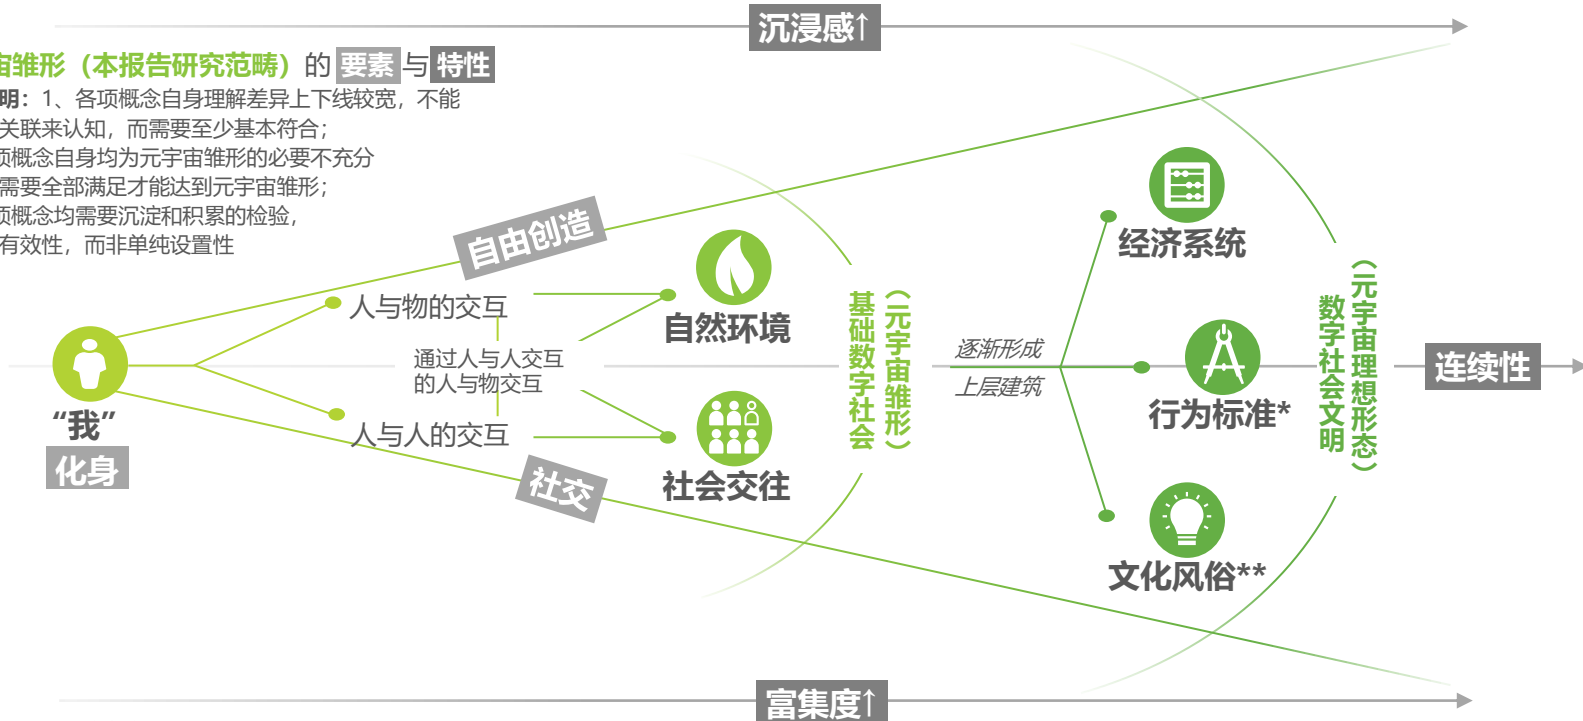 沉浸感↑
宙雏形（本报告研究范畴）的 要素 与 特性
明：1、各项概念自身理解差异上下线较宽，不能
关联来认知，而需要至少基本符合；
项概念自身均为元宇宙雏形的必要不充分
需要全部满足才能达到元宇宙雏形；
项概念均需要沉淀和积累的检验，
有效性，而非单纯设置性
自由创造
人与物的交互
通过人与人交互
的人与物交互
人与人的交互
“我”
化身
社交
自然环境
社会交往
基础数字社会
（元宇宙雏形）
逐渐形成
上层建筑
经济系统
行为标准*
文化风俗**
数字社会文明
（元宇宙理想形态）
连续性
富集度↑